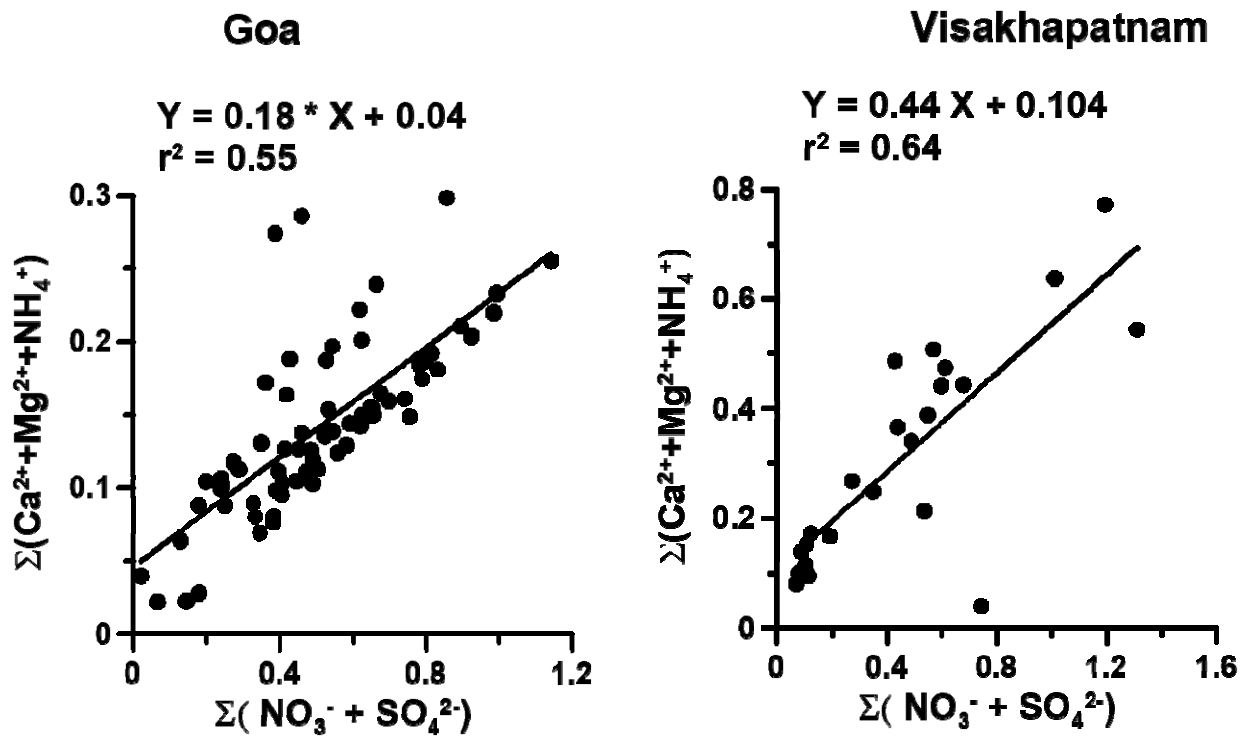 Goa
Y = 0.18 * X + 0.04
r² = 0.55
0.3
0.2
0.1
0
Σ(Ca²⁺+Mg²⁺+NH₄⁺)
0 0.4 0.8 1.2
Σ( NO₃⁻ + SO₄²⁻)
Visakhapatnam
Y = 0.44 X + 0.104
r² = 0.64
0.8
0.6
0.4
0.2
0
Σ(Ca²⁺+Mg²⁺+NH₄⁺)
0 0.4 0.8 1.2 1.6
Σ( NO₃⁻ + SO₄²⁻)